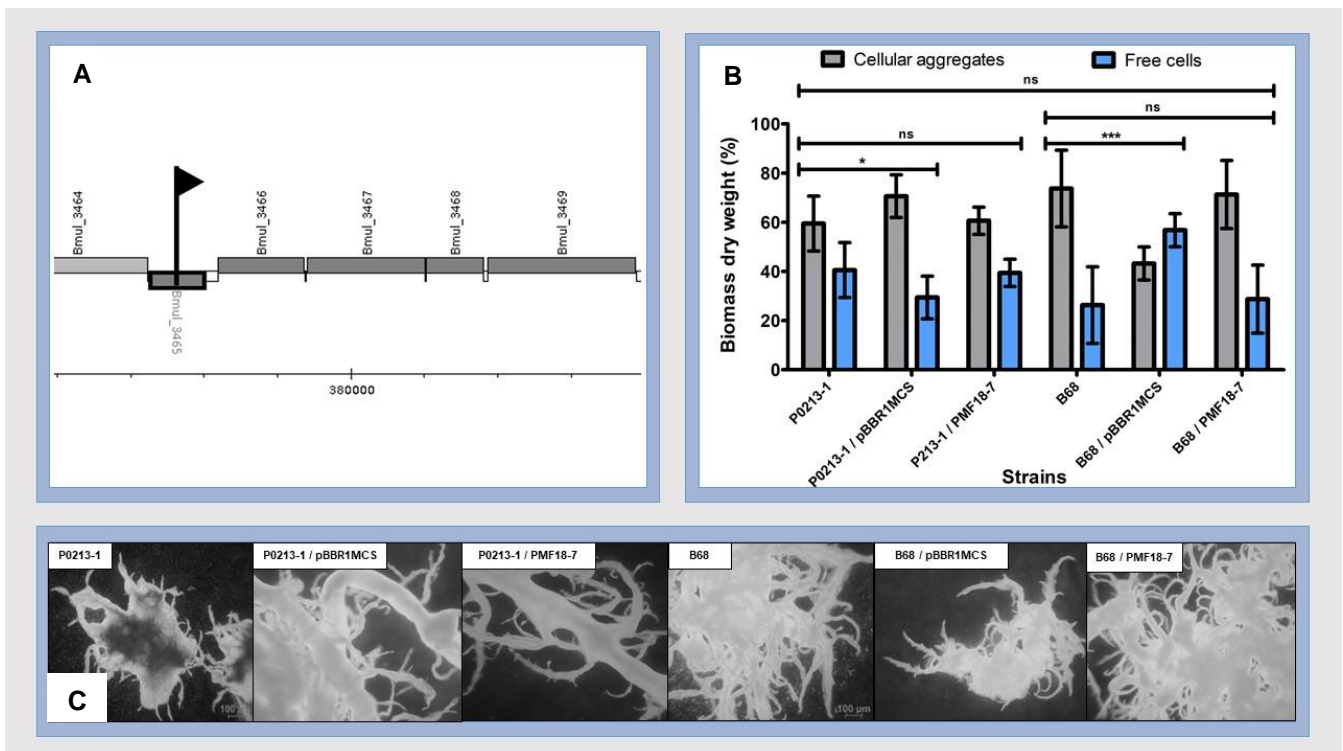 A
Bmul_3464
Bmul_3466
Bmul_3467
Bmul_3468
Bmul_3469
Bmul_3465
380000
B
Cellular aggregates
Free cells
ns
ns
ns
***
*
Biomass dry weight (%)
100
80
60
40
20
0
P0213-1
P0213-1 / pBBR1MCS
P213-1 / PMF18-7
B68
B68 / pBBR1MCS
B68 / PMF18-7
Strains
P0213-1
P0213-1 / pBBR1MCS
P0213-1 / PMF18-7
B68
B68 / pBBR1MCS
B68 / PMF18-7
100 µm
100 µm
C